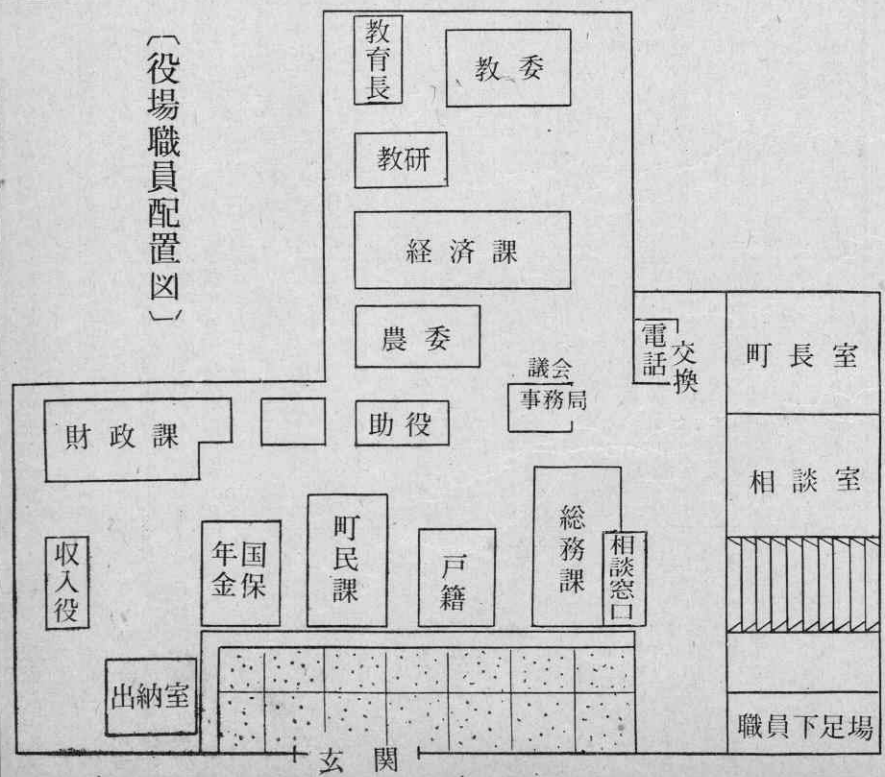 〔役場職員配置図〕
教育長
教委
教研
経済課
農委
議会
事務局
電話
交換
町長室
財政課
助役
相談室
収入役
国保
年金
町民課
戸籍
総務課
相談窓口
出納室
職員下足場
玄関